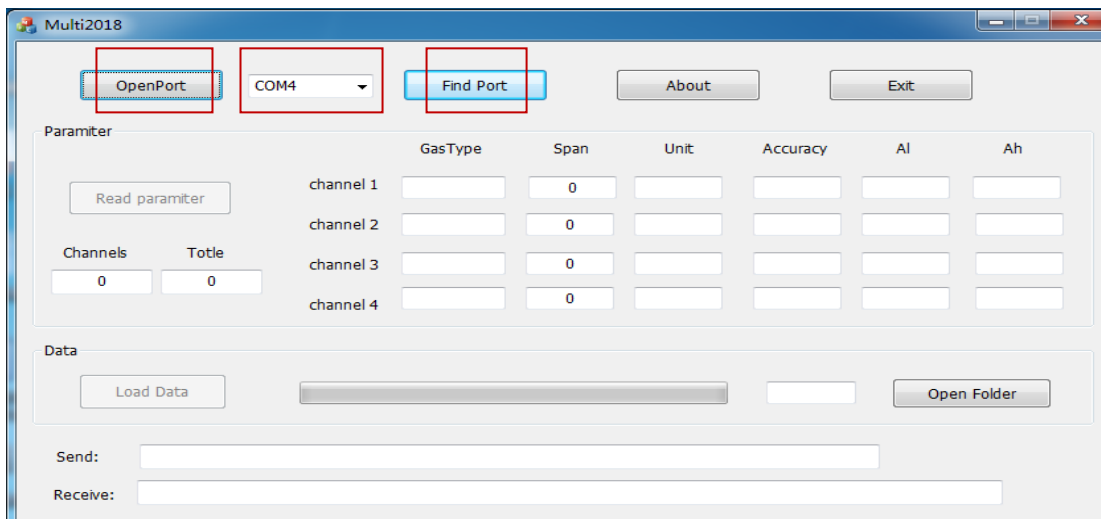 Multi2018
OpenPort COM4 Find Port About Exit
Paramiter
GasType Span Unit Accuracy Al Ah
Read paramiter
channel 1 0
channel 2 0
Channels Totle
channel 3 0
0 0
channel 4 0
Data
Load Data Open Folder
Send:
Receive: